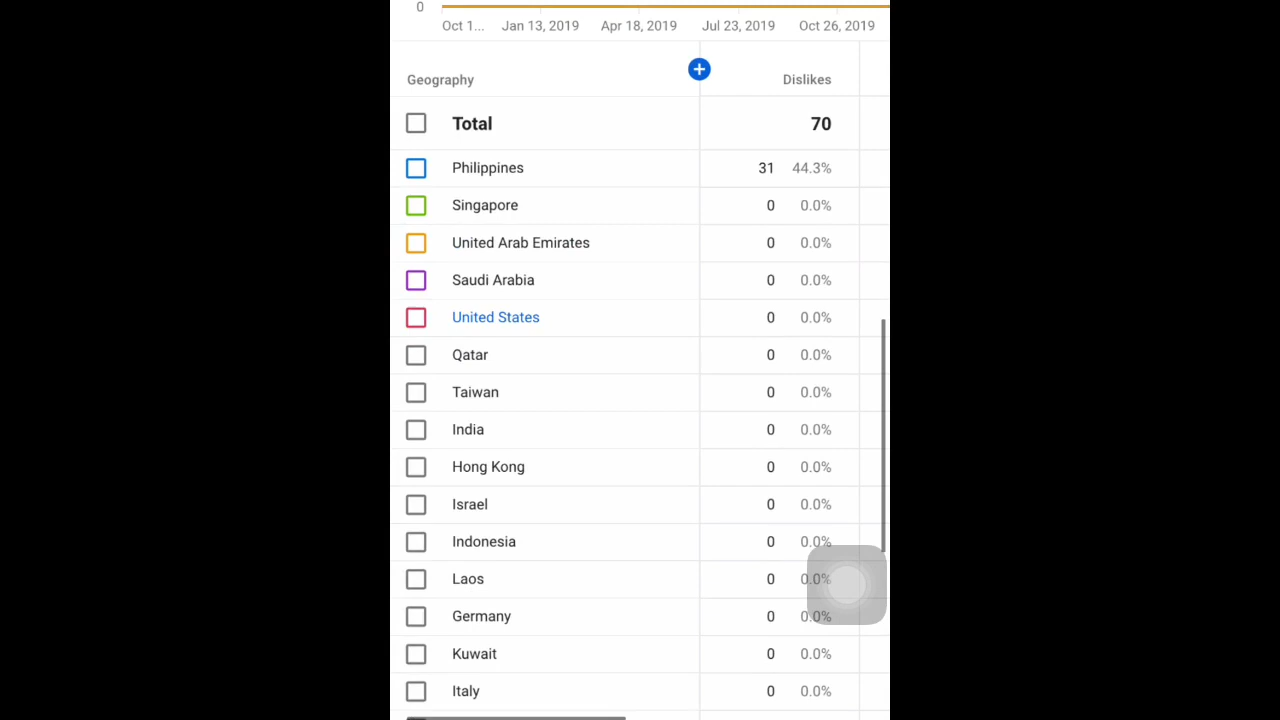 0
Oct 1... Jan 13, 2019 Apr 18, 2019 Jul 23, 2019 Oct 26, 2019
Geography Dislikes
Total 70
Philippines 31 44.3%
Singapore 0 0.0%
United Arab Emirates 0 0.0%
Saudi Arabia 0 0.0%
United States 0 0.0%
Qatar 0 0.0%
Taiwan 0 0.0%
India 0 0.0%
Hong Kong 0 0.0%
Israel 0 0.0%
Indonesia 0 0.0%
Laos 0 0.0%
Germany 0 0.0%
Kuwait 0 0.0%
Italy 0 0.0%